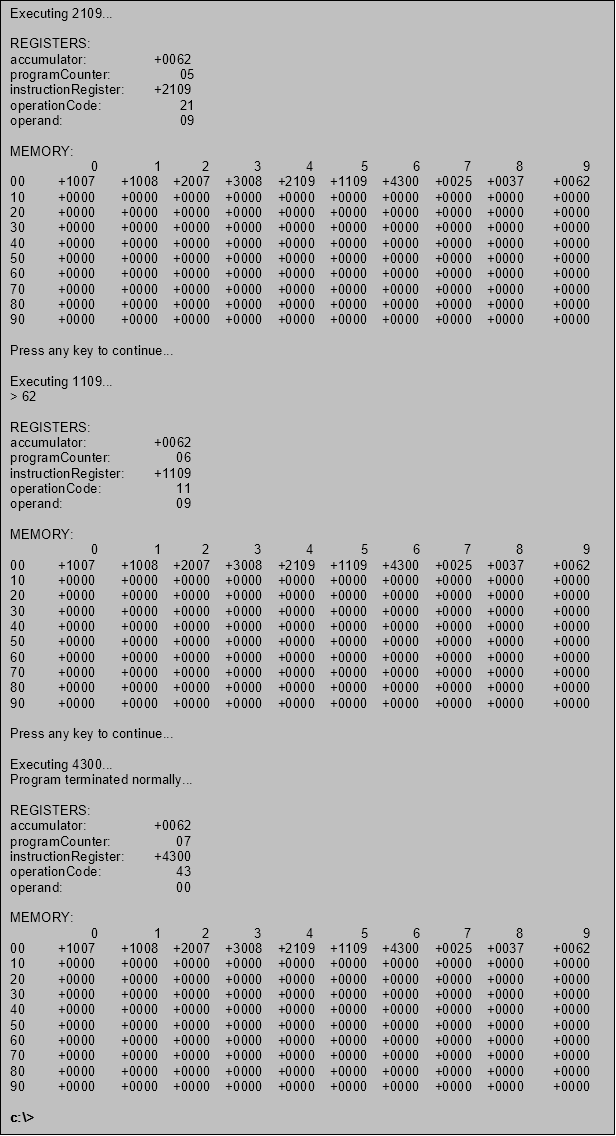 Executing 2109...
REGISTERS:
accumulator: +0062
programCounter: 05
instructionRegister: +2109
operationCode: 21
operand: 09
MEMORY:
0 1 2 3 4 5 6 7 8 9
00 +1007 +1008 +2007 +3008 +2109 +1109 +4300 +0025 +0037 +0062
10 +0000 +0000 +0000 +0000 +0000 +0000 +0000 +0000 +0000 +0000
20 +0000 +0000 +0000 +0000 +0000 +0000 +0000 +0000 +0000 +0000
30 +0000 +0000 +0000 +0000 +0000 +0000 +0000 +0000 +0000 +0000
40 +0000 +0000 +0000 +0000 +0000 +0000 +0000 +0000 +0000 +0000
50 +0000 +0000 +0000 +0000 +0000 +0000 +0000 +0000 +0000 +0000
60 +0000 +0000 +0000 +0000 +0000 +0000 +0000 +0000 +0000 +0000
70 +0000 +0000 +0000 +0000 +0000 +0000 +0000 +0000 +0000 +0000
80 +0000 +0000 +0000 +0000 +0000 +0000 +0000 +0000 +0000 +0000
90 +0000 +0000 +0000 +0000 +0000 +0000 +0000 +0000 +0000 +0000
Press any key to continue...
Executing 1109...
> 62
REGISTERS:
accumulator: +0062
programCounter: 06
instructionRegister: +1109
operationCode: 11
operand: 09
MEMORY:
0 1 2 3 4 5 6 7 8 9
00 +1007 +1008 +2007 +3008 +2109 +1109 +4300 +0025 +0037 +0062
10 +0000 +0000 +0000 +0000 +0000 +0000 +0000 +0000 +0000 +0000
20 +0000 +0000 +0000 +0000 +0000 +0000 +0000 +0000 +0000 +0000
30 +0000 +0000 +0000 +0000 +0000 +0000 +0000 +0000 +0000 +0000
40 +0000 +0000 +0000 +0000 +0000 +0000 +0000 +0000 +0000 +0000
50 +0000 +0000 +0000 +0000 +0000 +0000 +0000 +0000 +0000 +0000
60 +0000 +0000 +0000 +0000 +0000 +0000 +0000 +0000 +0000 +0000
70 +0000 +0000 +0000 +0000 +0000 +0000 +0000 +0000 +0000 +0000
80 +0000 +0000 +0000 +0000 +0000 +0000 +0000 +0000 +0000 +0000
90 +0000 +0000 +0000 +0000 +0000 +0000 +0000 +0000 +0000 +0000
Press any key to continue...
Executing 4300...
Program terminated normally...
REGISTERS:
accumulator: +0062
programCounter: 07
instructionRegister: +4300
operationCode: 43
operand: 00
MEMORY:
0 1 2 3 4 5 6 7 8 9
00 +1007 +1008 +2007 +3008 +2109 +1109 +4300 +0025 +0037 +0062
10 +0000 +0000 +0000 +0000 +0000 +0000 +0000 +0000 +0000 +0000
20 +0000 +0000 +0000 +0000 +0000 +0000 +0000 +0000 +0000 +0000
30 +0000 +0000 +0000 +0000 +0000 +0000 +0000 +0000 +0000 +0000
40 +0000 +0000 +0000 +0000 +0000 +0000 +0000 +0000 +0000 +0000
50 +0000 +0000 +0000 +0000 +0000 +0000 +0000 +0000 +0000 +0000
60 +0000 +0000 +0000 +0000 +0000 +0000 +0000 +0000 +0000 +0000
70 +0000 +0000 +0000 +0000 +0000 +0000 +0000 +0000 +0000 +0000
80 +0000 +0000 +0000 +0000 +0000 +0000 +0000 +0000 +0000 +0000
90 +0000 +0000 +0000 +0000 +0000 +0000 +0000 +0000 +0000 +0000
c:\>